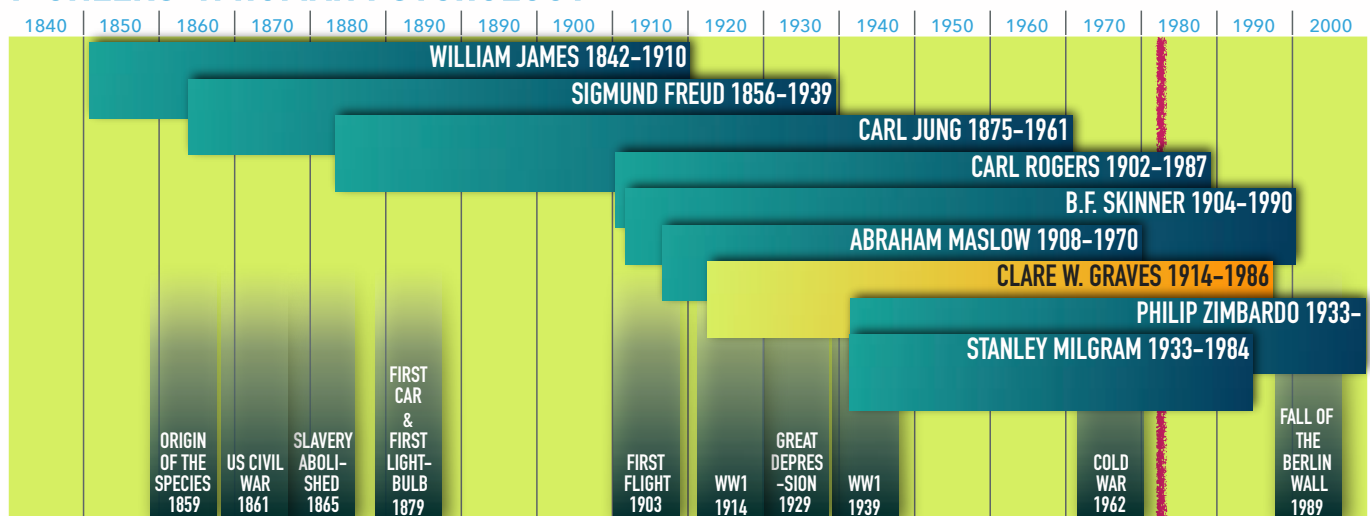 1840 1850 1860 1870 1880 1890 1890 1900 1910 1920 1930 1940 1950 1960 1970 1980 1990 2000
WILLIAM JAMES 1842-1910
SIGMUND FREUD 1856-1939
CARL JUNG 1875-1961
CARL ROGERS 1902-1987
B.F. SKINNER 1904-1990
ABRAHAM MASLOW 1908-1970
CLARE W. GRAVES 1914-1986
PHILIP ZIMBARDO 1933-
STANLEY MILGRAM 1933-1984
ORIGIN
OF THE
SPECIES
1859
US CIVIL
WAR
1861
SLAVERY
ABOLI-
SHED
1865
FIRST
CAR
&
FIRST
LIGHT-
BULB
1879
FIRST
FLIGHT
1903
WW1
1914
GREAT
DEPRES
-SION
1929
WW1
1939
COLD
WAR
1962
FALL OF
THE
BERLIN
WALL
1989